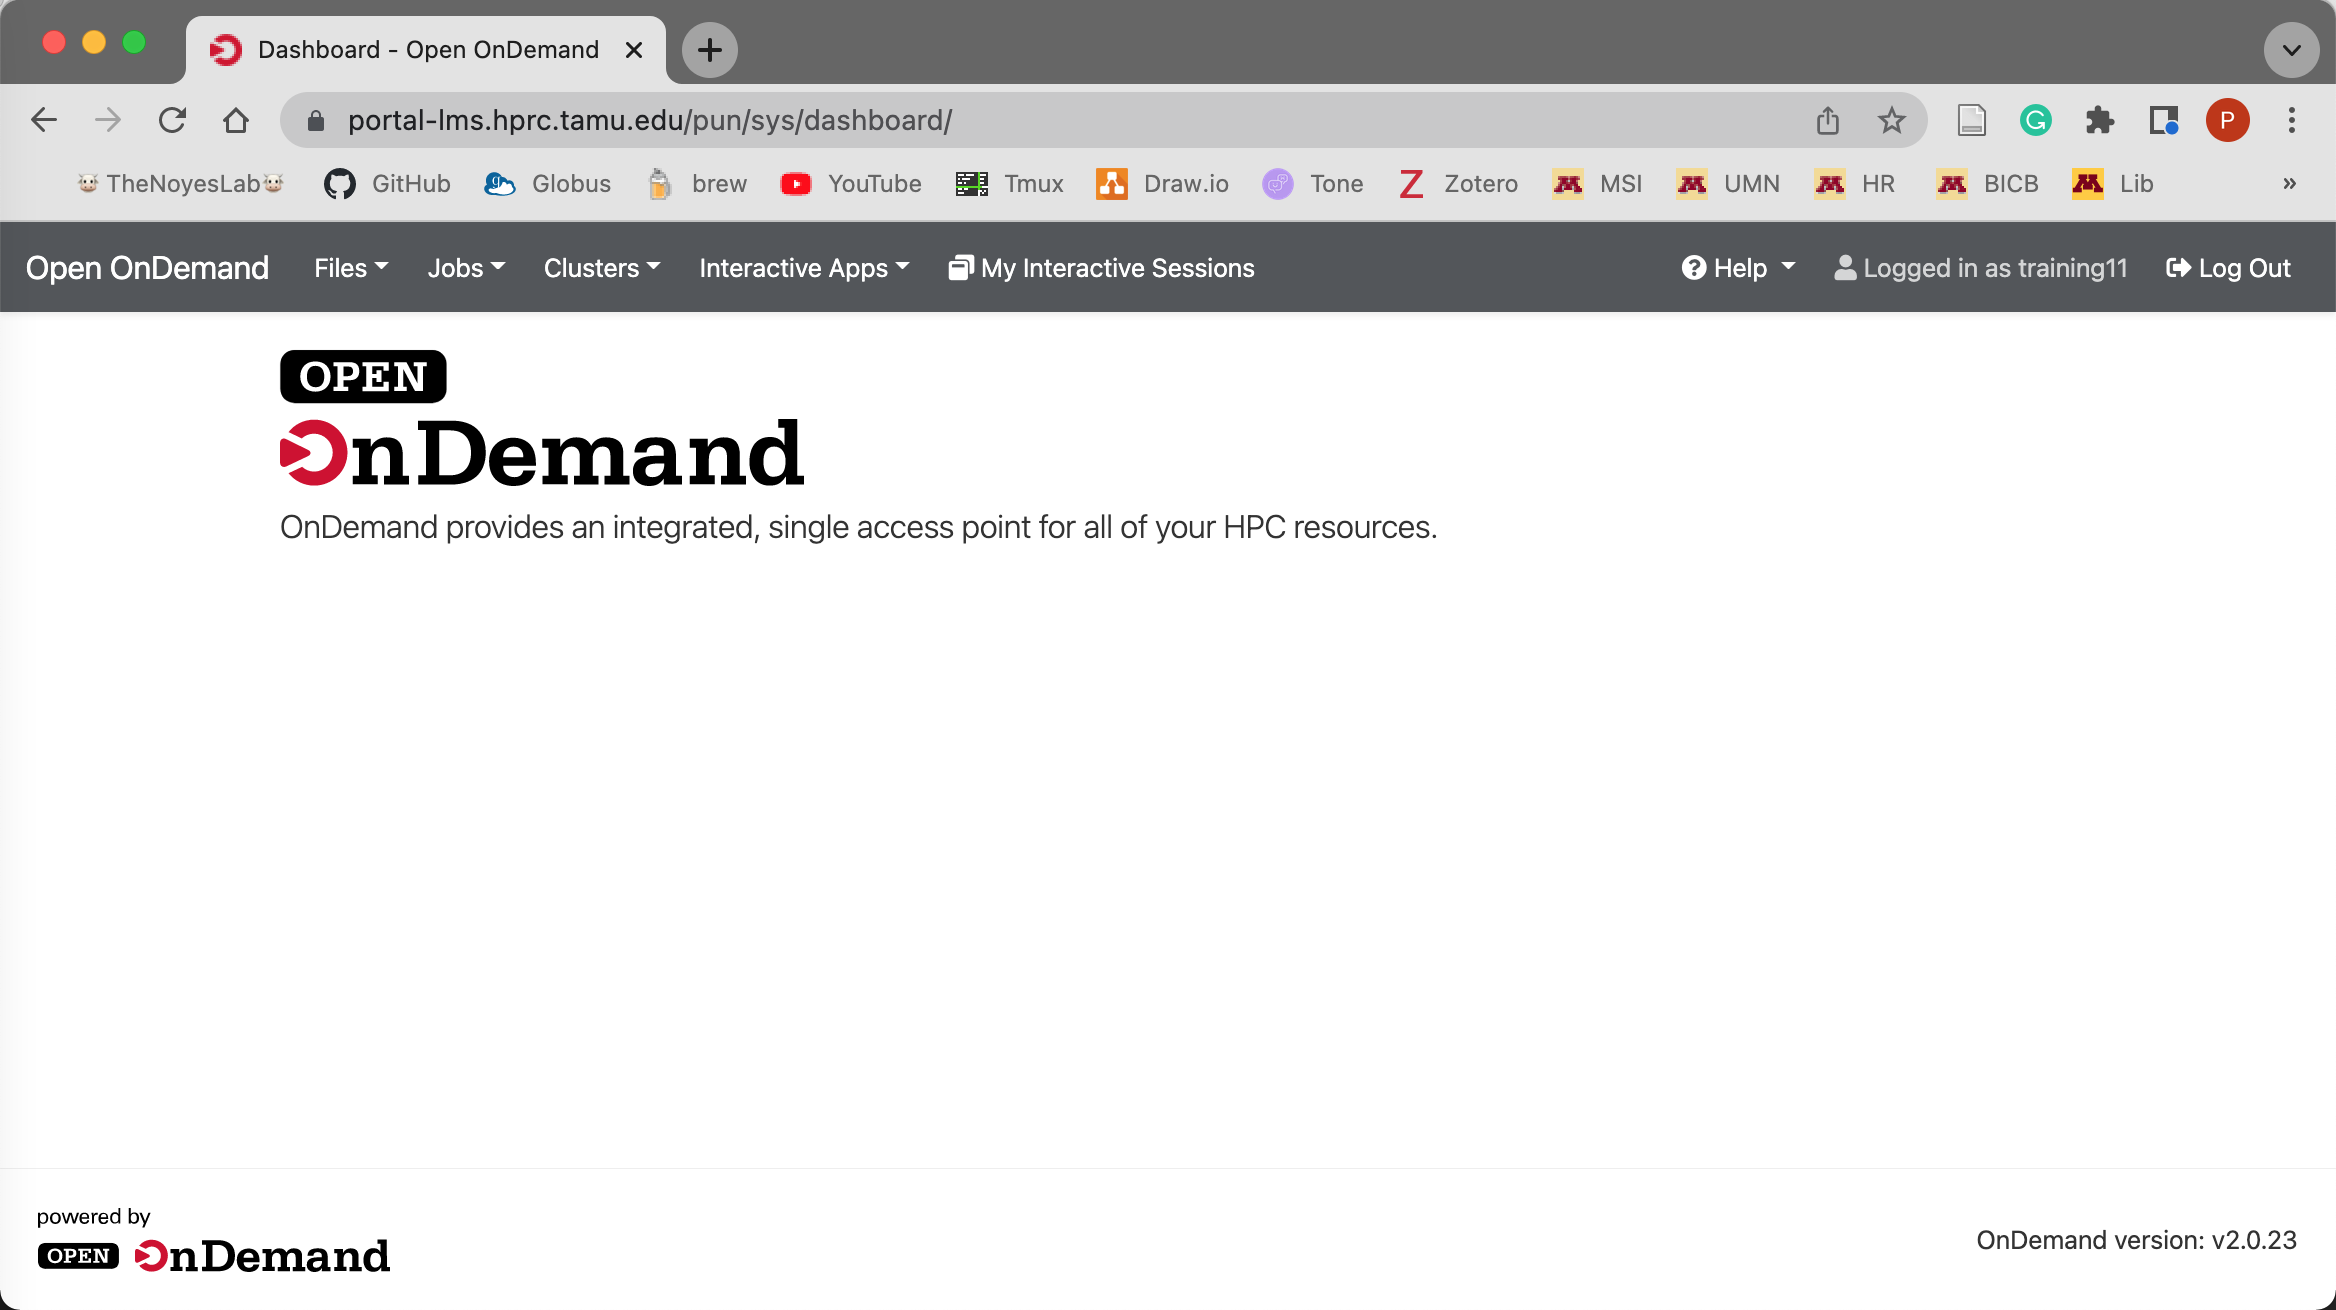 Dashboard - Open OnDemand
portal-lms.hprc.tamu.edu/pun/sys/dashboard/
P
TheNoyesLab GitHub Globus brew YouTube Tmux Draw.io Tone Zotero MSI UMN HR BICB Lib »
Open OnDemand Files Jobs Clusters Interactive Apps My Interactive Sessions Help Logged in as training11 Log Out
OPEN
OnDemand
OnDemand provides an integrated, single access point for all of your HPC resources.
powered by
OPEN OnDemand
OnDemand version: v2.0.23